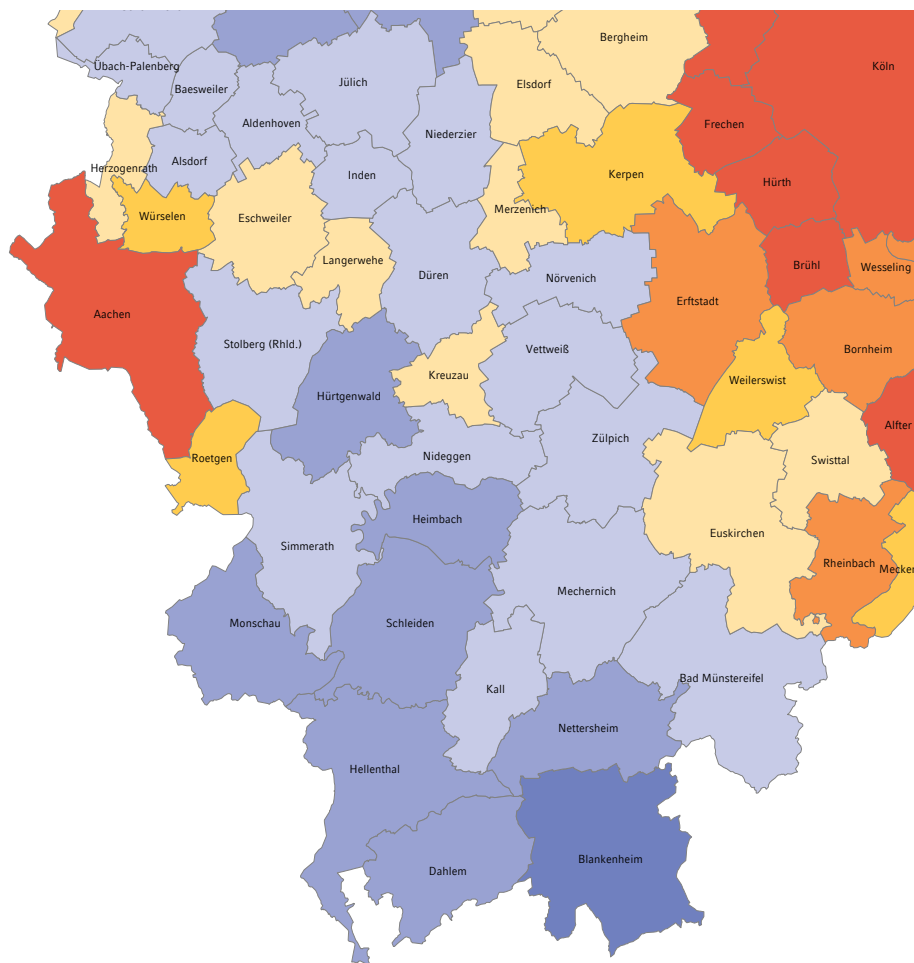 Bergheim
Köln
Übach-Palenberg
Jülich
Elsdorf
Baesweiler
Aldenhoven
Frechen
Niederzier
Alsdorf
Herzogenrath
Inden
Kerpen
Hürth
Würselen
Eschweiler
Merzenich
Langerwehe
Düren
Nörvenich
Brühl
Wesseling
Erftstadt
Aachen
Stolberg (Rhld.)
Vettweiß
Bornheim
Kreuzau
Weilerswist
Hürtgenwald
Alfter
Zülpich
Roetgen
Nideggen
Swisttal
Heimbach
Euskirchen
Simmerath
Rheinbach
Mecken
Mechernich
Monschau
Schleiden
Bad Münstereifel
Kall
Nettersheim
Hellenthal
Blankenheim
Dahlem